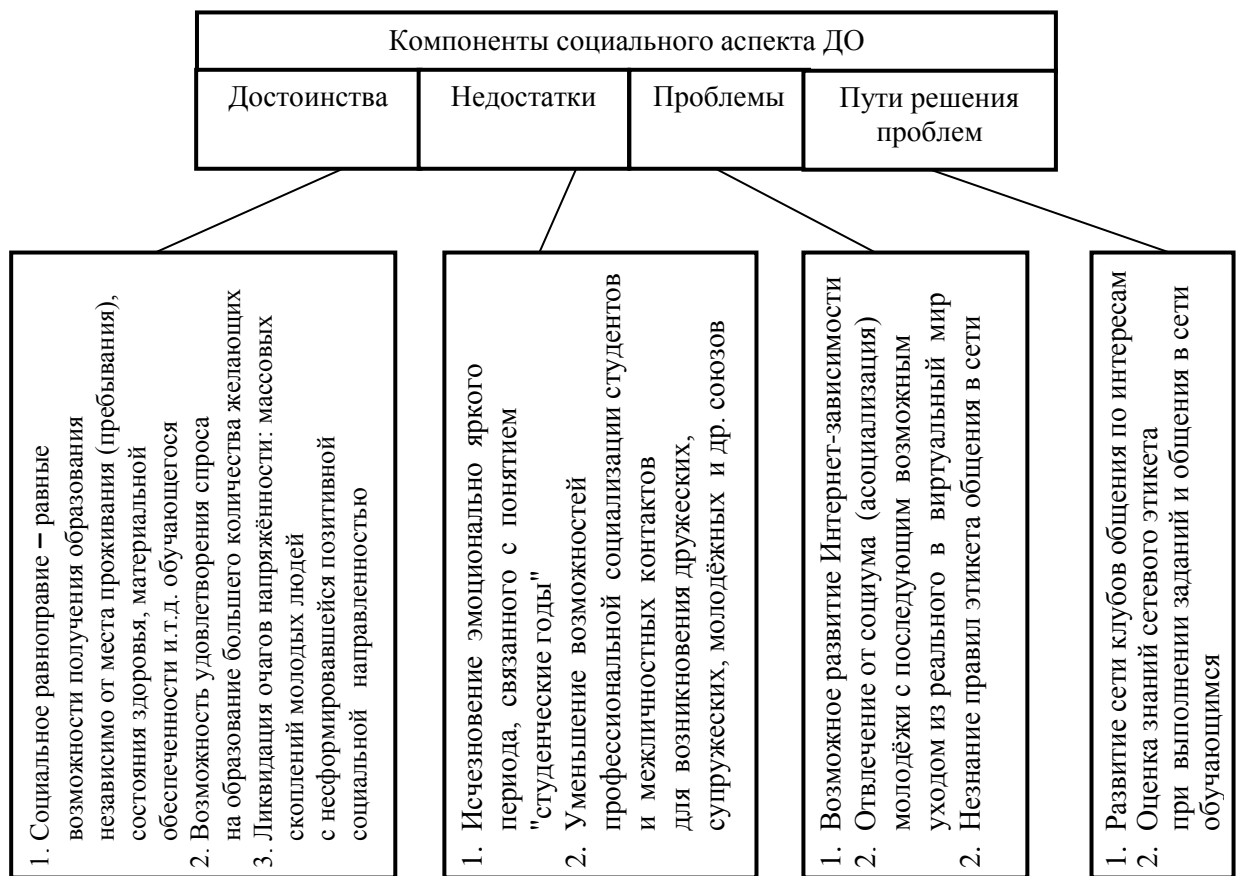 Компоненты социального аспекта ДО
Достоинства
Недостатки
Проблемы
Пути решения
проблем
1. Социальное равноправие – равные
возможности получения образования
независимо от места проживания (пребывания),
состояния здоровья, материальной
обеспеченности и.т.д. обучающегося
2. Возможность удовлетворения спроса
на образование большего количества желающих
3. Ликвидация очагов напряжённости: массовых
скоплений молодых людей
с несформировавшейся позитивной
социальной направленностью
1. Исчезновение эмоционально яркого
периода, связанного с понятием
"студенческие годы"
2. Уменьшение возможностей
профессиональной социализации студентов
и межличностных контактов
для возникновения дружеских,
супружеских, молодёжных и др. союзов
1. Возможное развитие Интернет-зависимости
2. Отвлечение от социума (асоциализация)
молодёжи с последующим возможным
уходом из реального в виртуальный мир
2. Незнание правил этикета общения в сети
1. Развитие сети клубов общения по интересам
2. Оценка знаний сетевого этикета
при выполнении заданий и общения в сети
обучающимся